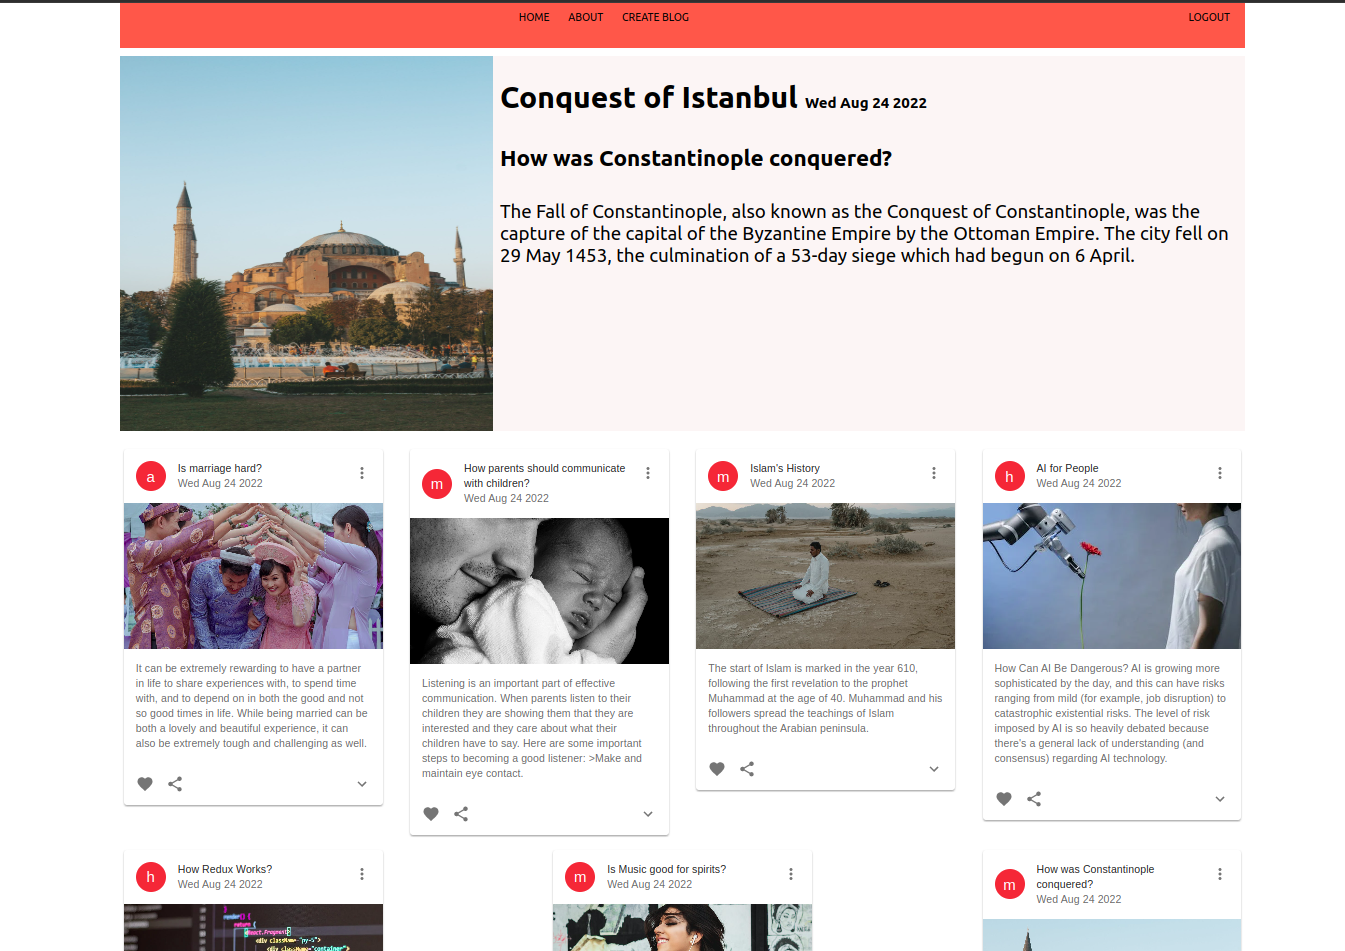 HOME ABOUT CREATE BLOG LOGOUT
Conquest of Istanbul Wed Aug 24 2022
How was Constantinople conquered?
The Fall of Constantinople, also known as the Conquest of Constantinople, was the
capture of the capital of the Byzantine Empire by the Ottoman Empire. The city fell on
29 May 1453, the culmination of a 53-day siege which had begun on 6 April.
a
Is marriage hard?
Wed Aug 24 2022
It can be extremely rewarding to have a partner
in life to share experiences with, to spend time
with, and to depend on in both the good and not
so good times in life. While being married can be
both a lovely and beautiful experience, it can
also be extremely tough and challenging as well.
m
How parents should communicate
with children?
Wed Aug 24 2022
Listening is an important part of effective
communication. When parents listen to their
children they are showing them that they are
interested and they care about what their
children have to say. Here are some important
steps to becoming a good listener: >Make and
maintain eye contact.
m
Islam's History
Wed Aug 24 2022
The start of Islam is marked in the year 610,
following the first revelation to the prophet
Muhammad at the age of 40. Muhammad and his
followers spread the teachings of Islam
throughout the Arabian peninsula.
h
AI for People
Wed Aug 24 2022
How Can AI Be Dangerous? AI is growing more
sophisticated by the day, and this can have risks
ranging from mild (for example, job disruption) to
catastrophic existential risks. The level of risk
imposed by AI is so heavily debated because
there's a general lack of understanding (and
consensus) regarding AI technology.
h
How Redux Works?
Wed Aug 24 2022
render() {
return (
<React.Fragment>
<div className="py-5">
<div className="container">
m
Is Music good for spirits?
Wed Aug 24 2022
m
How was Constantinople
conquered?
Wed Aug 24 2022